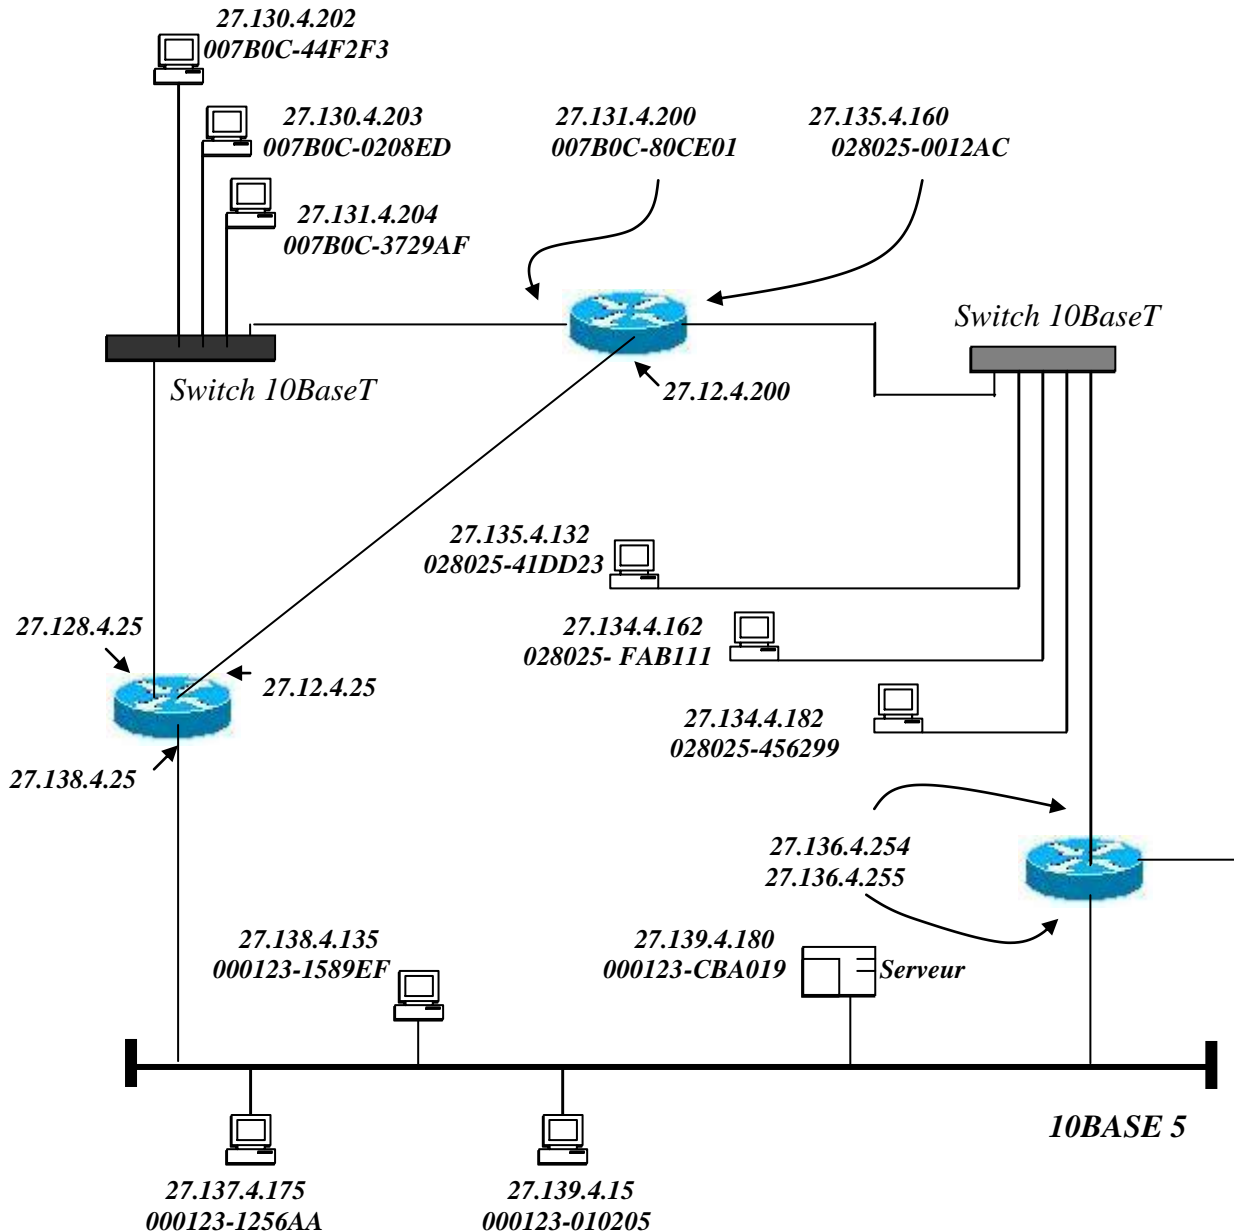 27.130.4.202
007B0C-44F2F3
27.130.4.203
007B0C-0208ED
27.131.4.204
007B0C-3729AF
27.131.4.200
007B0C-80CE01
27.135.4.160
028025-0012AC
Switch 10BaseT
Switch 10BaseT
27.12.4.200
27.135.4.132
028025-41DD23
27.134.4.162
028025- FAB111
27.134.4.182
028025-456299
27.128.4.25
27.12.4.25
27.138.4.25
27.136.4.254
27.136.4.255
27.138.4.135
000123-1589EF
27.139.4.180
000123-CBA019
Serveur
10BASE 5
27.137.4.175
000123-1256AA
27.139.4.15
000123-010205